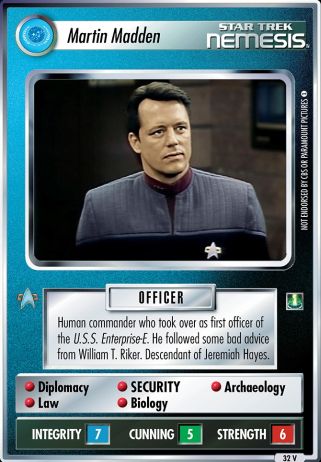 Martin Madden
STAR TREK
NEMESIS™
NOT ENDORSED BY CBS OR PARAMOUNT PICTURES
OFFICER
Human commander who took over as first officer of
the U.S.S. Enterprise-E. He followed some bad advice
from William T. Riker. Descendant of Jeremiah Hayes.
Diplomacy SECURITY Archaeology
Law Biology
INTEGRITY 7 CUNNING 5 STRENGTH 6
32 V